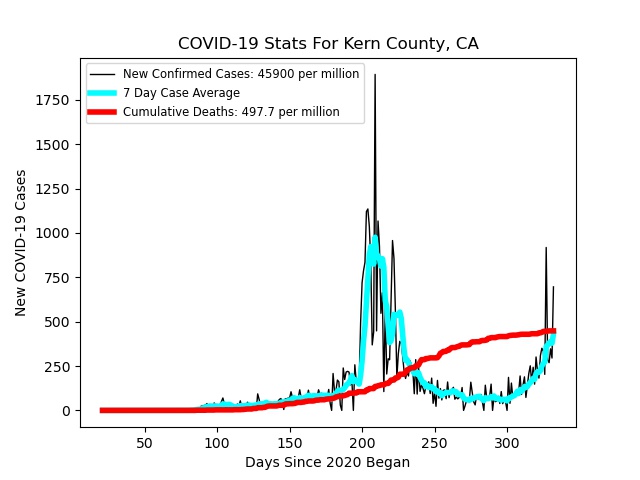 COVID-19 Stats For Kern County, CA
New Confirmed Cases: 45900 per million
7 Day Case Average
Cumulative Deaths: 497.7 per million
New COVID-19 Cases
1750
1500
1250
1000
750
500
250
0
50 100 150 200 250 300
Days Since 2020 Began